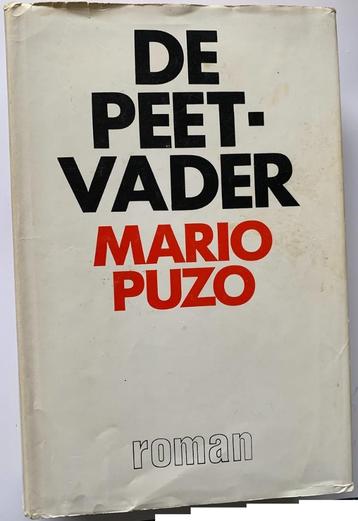 DE
PEET-
VADER
MARIO
PUZO
roman